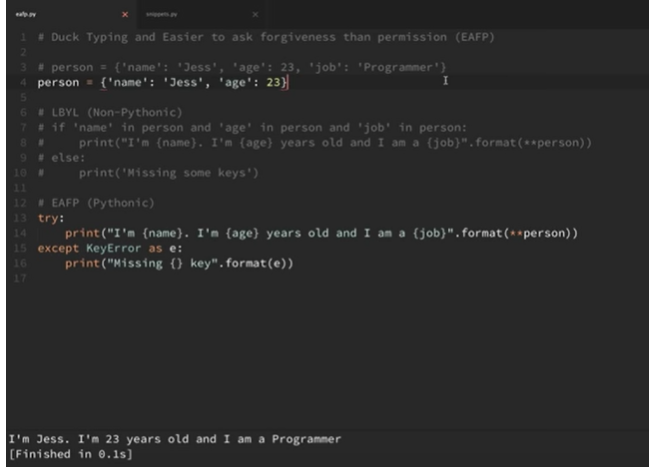 eafp.py snippets.py
1 # Duck Typing and Easier to ask forgiveness than permission (EAFP)
2
3 # person = {'name': 'Jess', 'age': 23, 'job': 'Programmer'}
4 person = {'name': 'Jess', 'age': 23}
5
6 # LBYL (Non-Pythonic)
7 # if 'name' in person and 'age' in person and 'job' in person:
8 #     print("I'm {name}. I'm {age} years old and I am a {job}".format(**person))
9 # else:
10 #     print('Missing some keys')
11
12 # EAFP (Pythonic)
13 try:
14     print("I'm {name}. I'm {age} years old and I am a {job}".format(**person))
15 except KeyError as e:
16     print("Missing {} key".format(e))
17
I'm Jess. I'm 23 years old and I am a Programmer
[Finished in 0.1s]